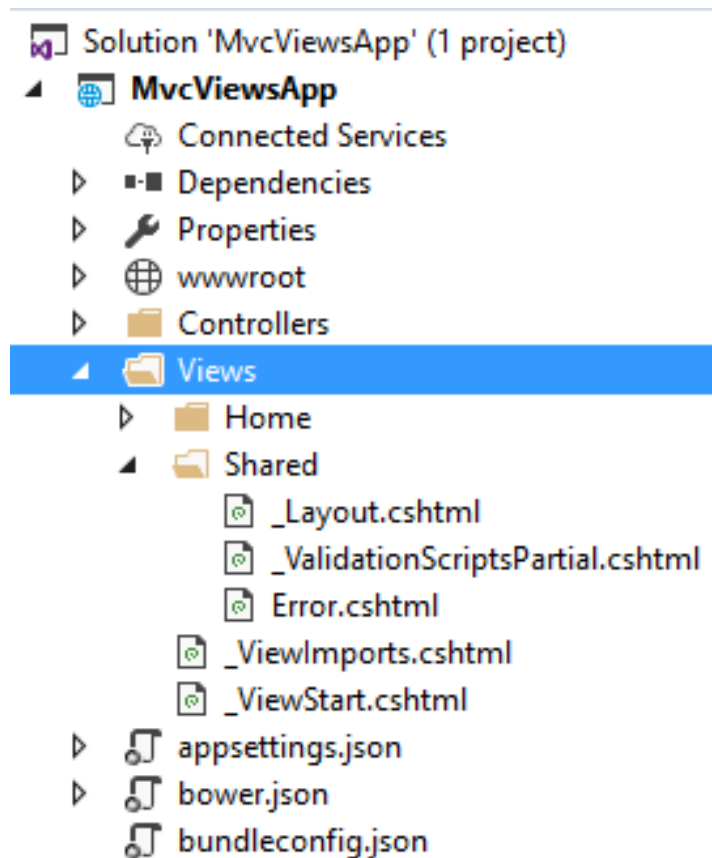 Solution 'MvcViewsApp' (1 project)
MvcViewsApp
Connected Services
Dependencies
Properties
wwwroot
Controllers
Views
Home
Shared
_Layout.cshtml
_ValidationScriptsPartial.cshtml
Error.cshtml
_ViewImports.cshtml
_ViewStart.cshtml
appsettings.json
bower.json
bundleconfig.json